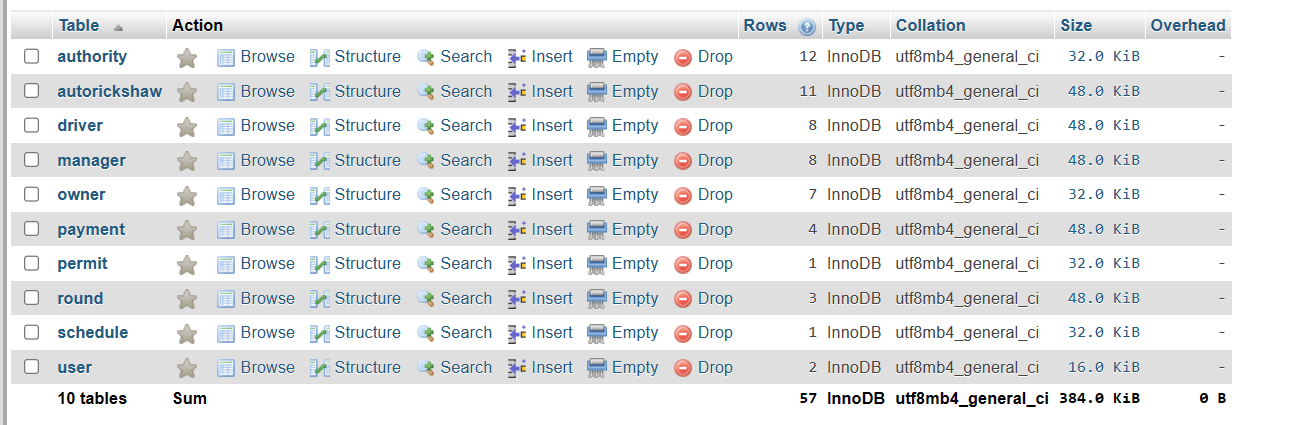 Table Action Rows Type Collation Size Overhead
authority Browse Structure Search Insert Empty Drop 12 InnoDB utf8mb4_general_ci 32.0 KiB -
autorickshaw Browse Structure Search Insert Empty Drop 11 InnoDB utf8mb4_general_ci 48.0 KiB -
driver Browse Structure Search Insert Empty Drop 8 InnoDB utf8mb4_general_ci 48.0 KiB -
manager Browse Structure Search Insert Empty Drop 8 InnoDB utf8mb4_general_ci 48.0 KiB -
owner Browse Structure Search Insert Empty Drop 7 InnoDB utf8mb4_general_ci 32.0 KiB -
payment Browse Structure Search Insert Empty Drop 4 InnoDB utf8mb4_general_ci 48.0 KiB -
permit Browse Structure Search Insert Empty Drop 1 InnoDB utf8mb4_general_ci 32.0 KiB -
round Browse Structure Search Insert Empty Drop 3 InnoDB utf8mb4_general_ci 48.0 KiB -
schedule Browse Structure Search Insert Empty Drop 1 InnoDB utf8mb4_general_ci 32.0 KiB -
user Browse Structure Search Insert Empty Drop 2 InnoDB utf8mb4_general_ci 16.0 KiB -
10 tables Sum 57 InnoDB utf8mb4_general_ci 384.0 KiB 0 B